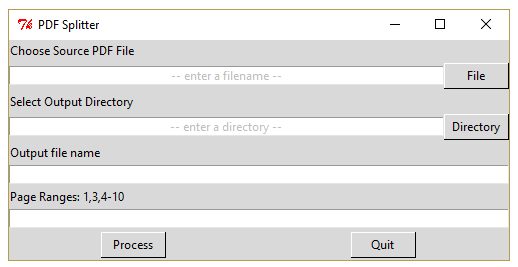 PDF Splitter
Choose Source PDF File
-- enter a filename -- File
Select Output Directory
-- enter a directory -- Directory
Output file name
Page Ranges: 1,3,4-10
Process Quit